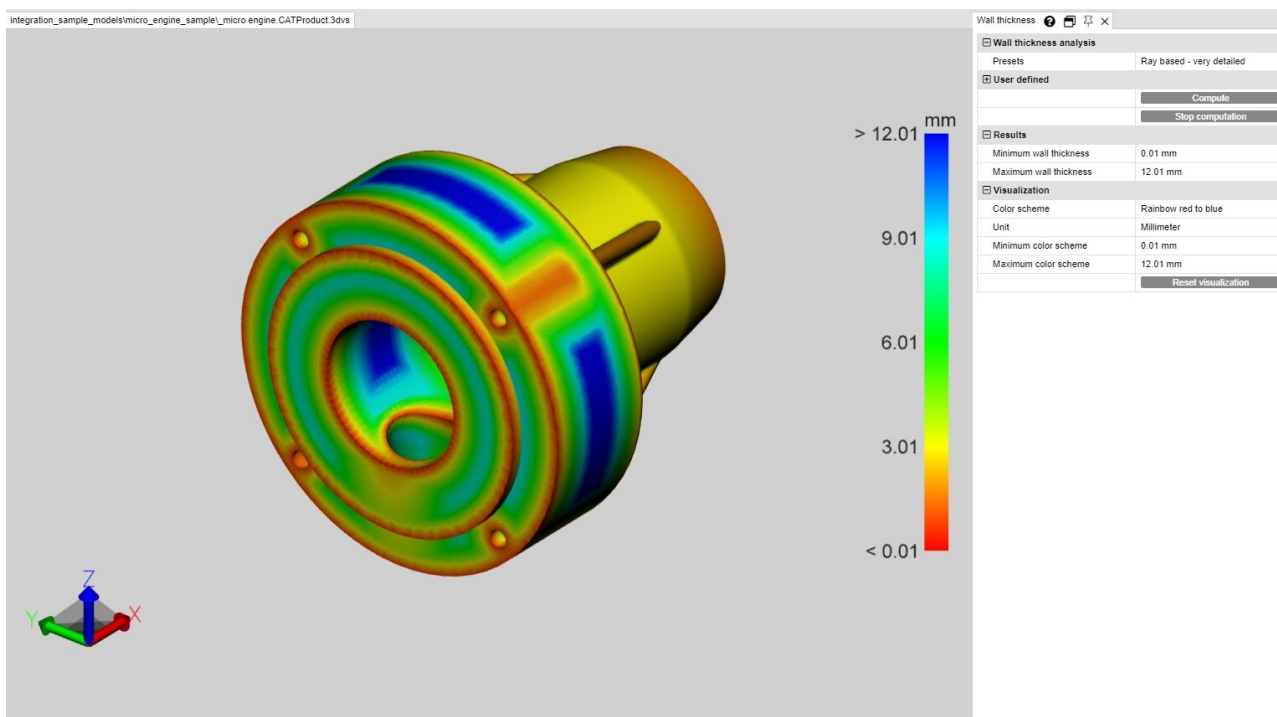 integration_sample_models\micro_engine_sample\_micro engine.CATProduct.3dvs
Wall thickness
Wall thickness analysis
Presets Ray based - very detailed
User defined
Compute
Stop computation
Results
Minimum wall thickness 0.01 mm
Maximum wall thickness 12.01 mm
Visualization
Color scheme Rainbow red to blue
Unit Millimeter
Minimum color scheme 0.01 mm
Maximum color scheme 12.01 mm
Reset visualization
mm
> 12.01
9.01
6.01
3.01
< 0.01
Z
Y X